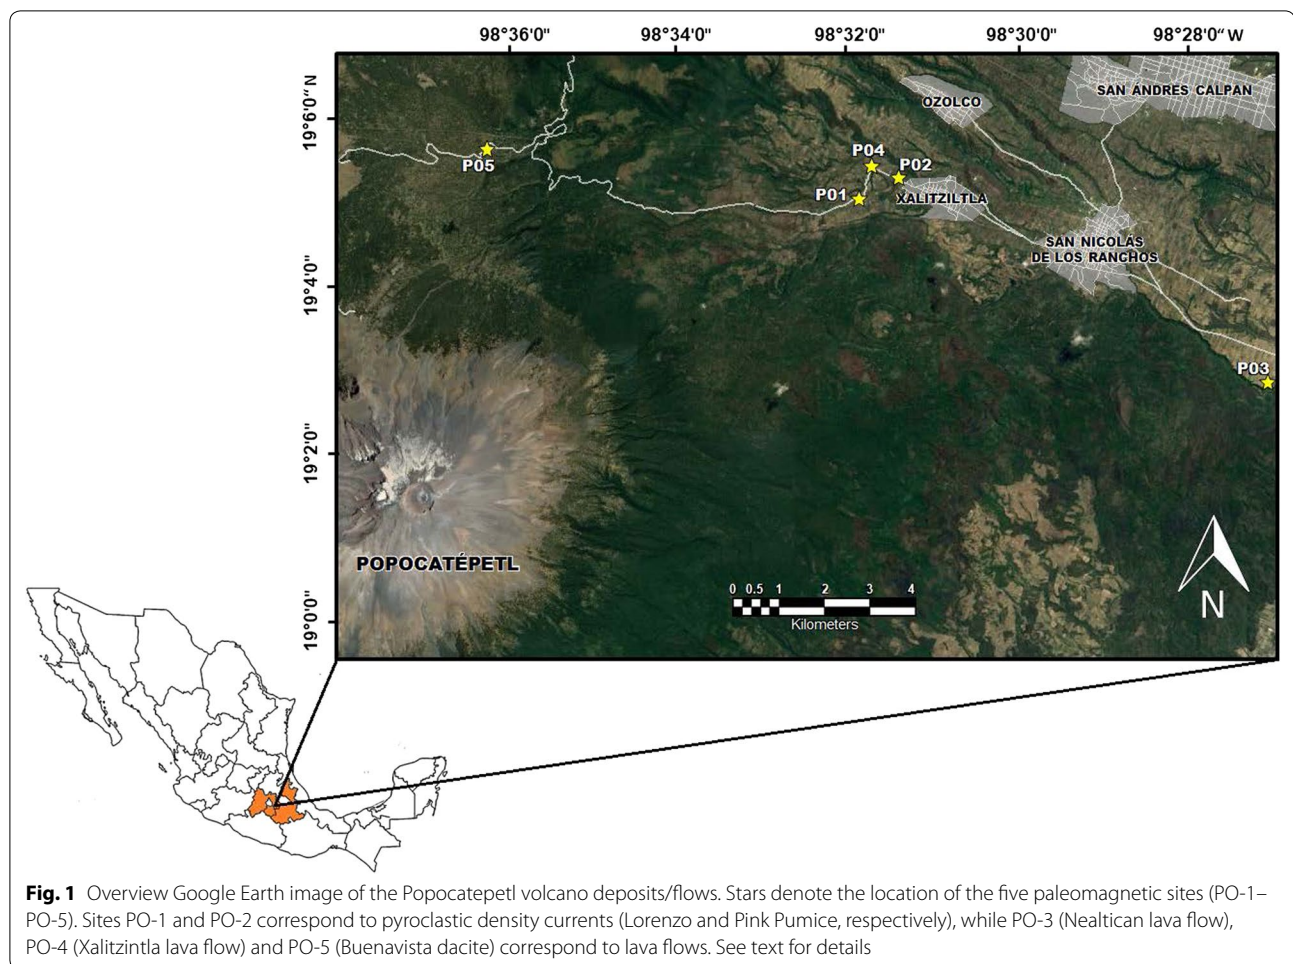 98°36'0" 98°34'0" 98°32'0" 98°30'0" 98°28'0" W
19°6'0" N
19°4'0"
19°2'0"
19°0'0"
SAN ANDRES CALPAN
OZOLCO
P04
P02
P05
P01
XALITZILTLA
SAN NICOLÁS
DE LOS RANCHOS
P03
POPOCATÉPETL
0 0.5 1 2 3 4
Kilometers
N
Fig. 1 Overview Google Earth image of the Popocatepetl volcano deposits/flows. Stars denote the location of the five paleomagnetic sites (PO-1–
PO-5). Sites PO-1 and PO-2 correspond to pyroclastic density currents (Lorenzo and Pink Pumice, respectively), while PO-3 (Nealtican lava flow),
PO-4 (Xalitzintla lava flow) and PO-5 (Buenavista dacite) correspond to lava flows. See text for details